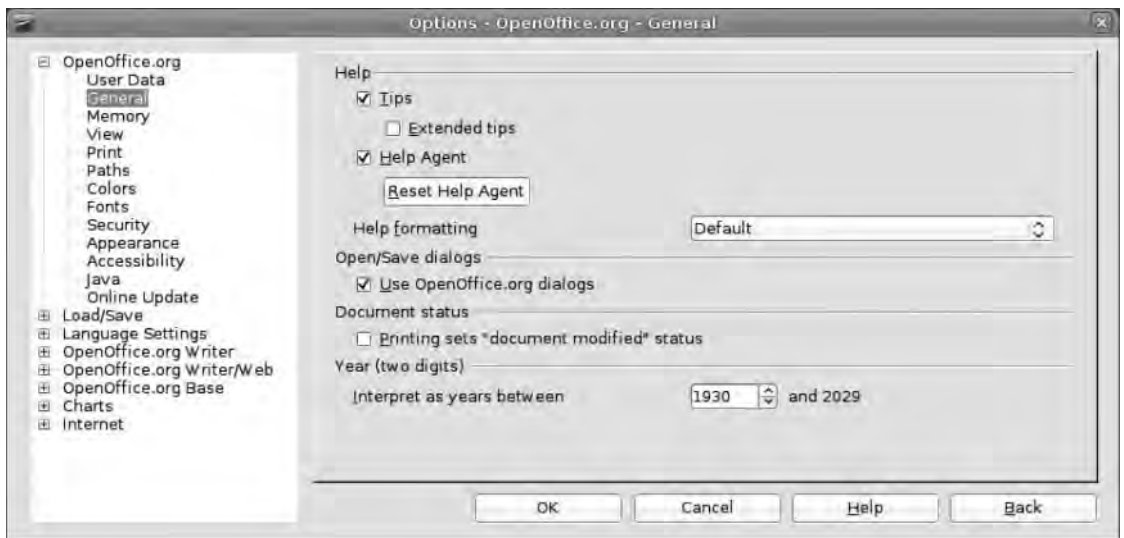 Options - OpenOffice.org - General
OpenOffice.org
User Data
General
Memory
View
Print
Paths
Colors
Fonts
Security
Appearance
Accessibility
Java
Online Update
Load/Save
Language Settings
OpenOffice.org Writer
OpenOffice.org Writer/Web
OpenOffice.org Base
Charts
Internet
Help
Tips
Extended tips
Help Agent
Reset Help Agent
Help formatting Default
Open/Save dialogs
Use OpenOffice.org dialogs
Document status
Printing sets "document modified" status
Year (two digits)
Interpret as years between 1930 and 2029
OK Cancel Help Back